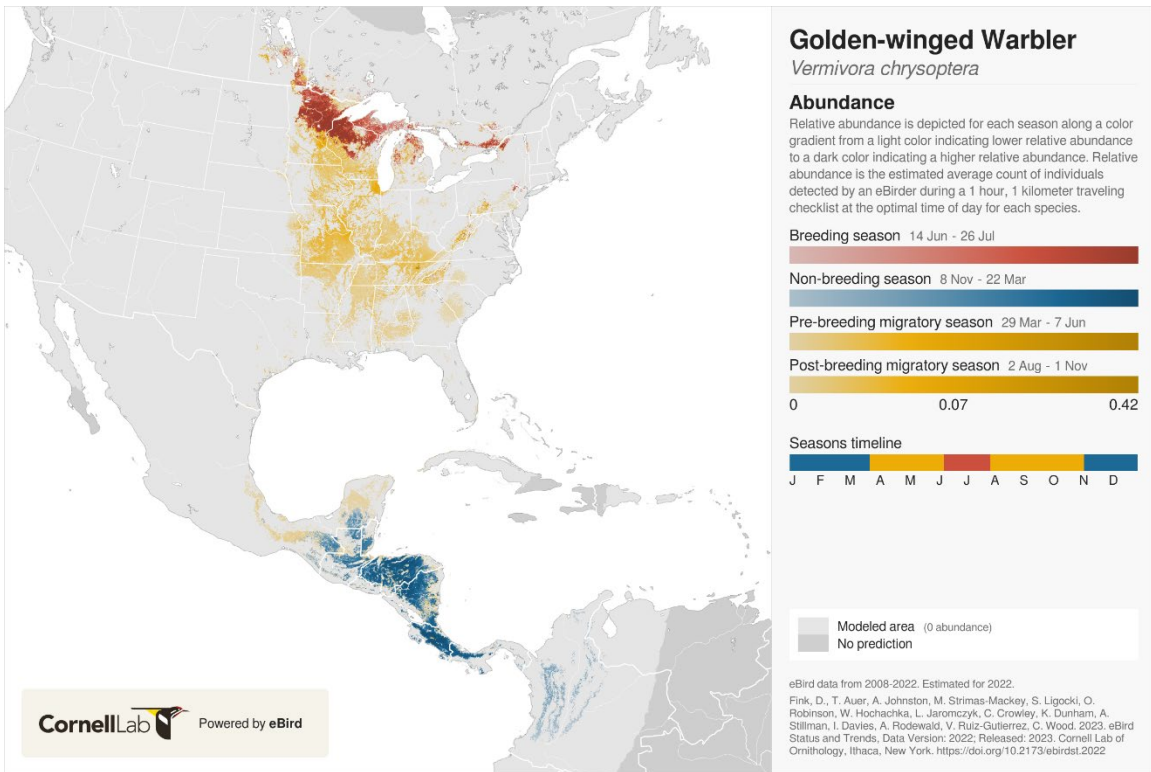 Golden-winged Warbler
Vermivora chrysoptera
Abundance
Relative abundance is depicted for each season along a color
gradient from a light color indicating lower relative abundance
to a dark color indicating a higher relative abundance. Relative
abundance is the estimated average count of individuals
detected by an eBirder during a 1 hour, 1 kilometer traveling
checklist at the optimal time of day for each species.
Breeding season 14 Jun - 26 Jul
Non-breeding season 8 Nov - 22 Mar
Pre-breeding migratory season 29 Mar - 7 Jun
Post-breeding migratory season 2 Aug - 1 Nov
0 0.07 0.42
Seasons timeline
J F M A M J J A S O N D
Modeled area (0 abundance)
No prediction
eBird data from 2008-2022. Estimated for 2022.
Fink, D., T. Auer, A. Johnston, M. Strimas-Mackey, S. Ligocki, O.
Robinson, W. Hochachka, L. Jaromczyk, C. Crowley, K. Dunham, A.
Stillman, I. Davies, A. Rodewald, V. Ruiz-Gutierrez, C. Wood. 2023. eBird
Status and Trends, Data Version: 2022; Released: 2023. Cornell Lab of
Ornithology, Ithaca, New York. https://doi.org/10.2173/ebirdst.2022
CornellLab Powered by eBird